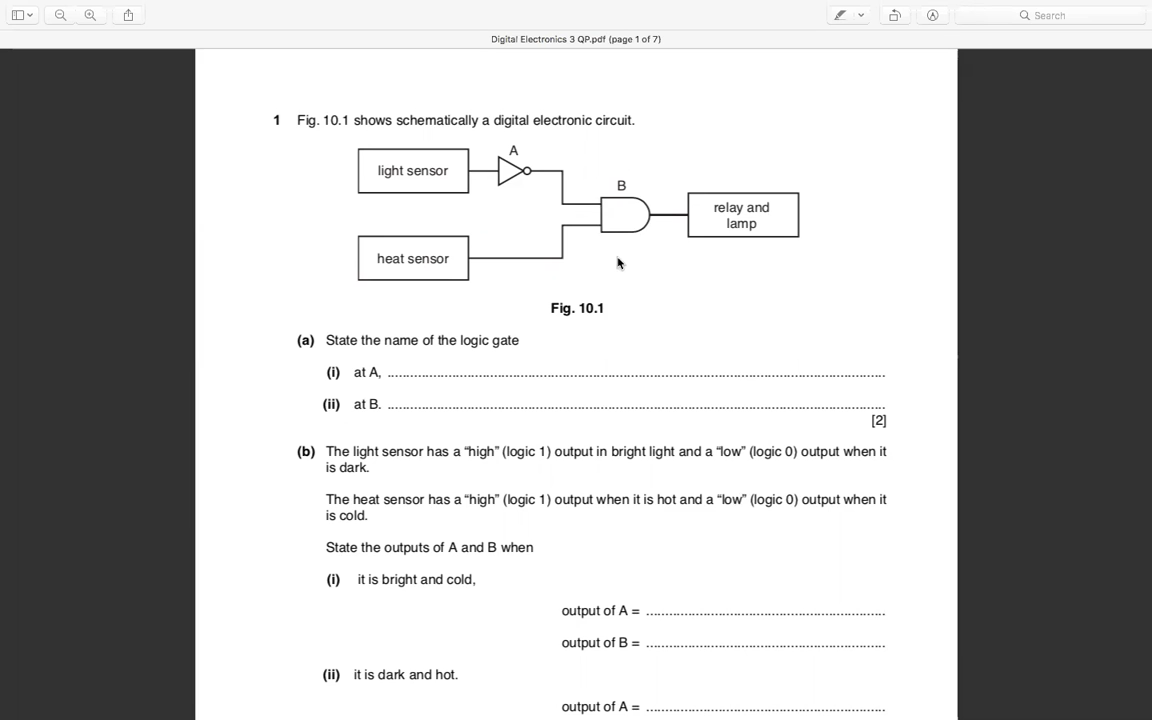 Search
Digital Electronics 3 QP.pdf (page 1 of 7)
1 Fig. 10.1 shows schematically a digital electronic circuit.
A
light sensor
B
relay and
lamp
heat sensor
Fig. 10.1
(a) State the name of the logic gate
(i) at A, ....................................................................................................
(ii) at B. ....................................................................................................
[2]
(b) The light sensor has a “high” (logic 1) output in bright light and a “low” (logic 0) output when it
is dark.
The heat sensor has a “high” (logic 1) output when it is hot and a “low” (logic 0) output when it
is cold.
State the outputs of A and B when
(i) it is bright and cold,
output of A = ................................................
output of B = ................................................
(ii) it is dark and hot.
output of A = ................................................